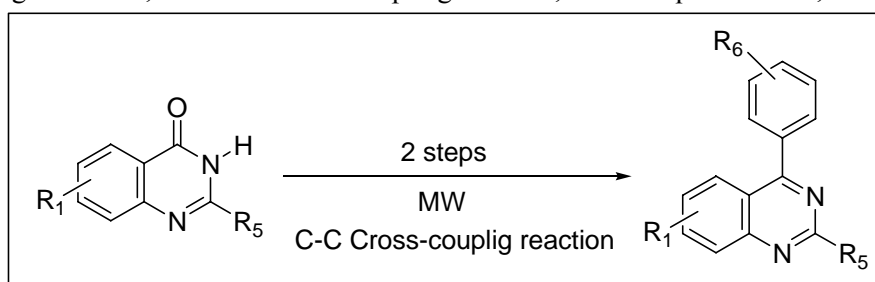 R6
O
N
H
2 steps
R1
N
R5
MW
C-C Cross-couplig reaction
N
R1
N
R5